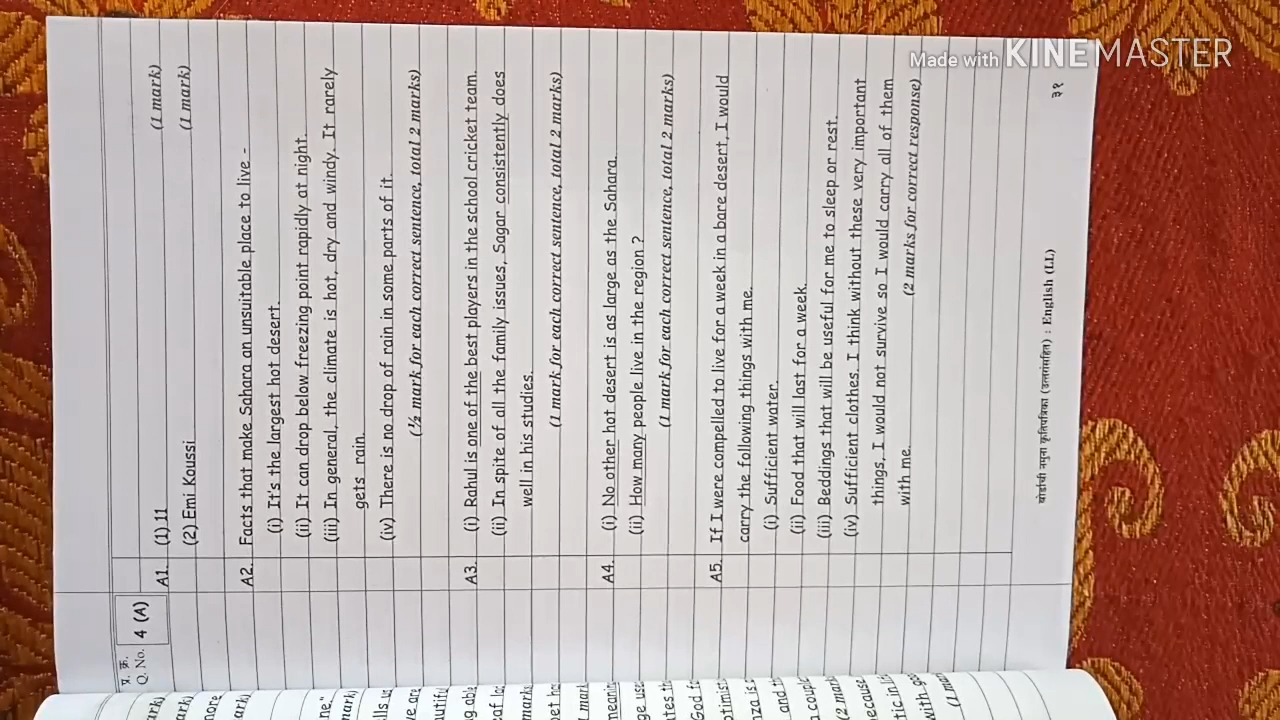 Made with KINEMASTER
प्र. क्र.
Q. No. 4 (A)
A1. (1) 11 (1 mark)
(2) Emi Koussi (1 mark)
A2. Facts that make Sahara an unsuitable place to live -
(i) It's the largest hot desert.
(ii) It can drop below freezing point rapidly at night.
(iii) In general, the climate is hot, dry and windy. It rarely
gets rain.
(iv) There is no drop of rain in some parts of it.
(½ mark for each correct sentence, total 2 marks)
A3. (i) Rahul is one of the best players in the school cricket team.
(ii) In spite of all the family issues, Sagar consistently does
well in his studies.
(1 mark for each correct sentence, total 2 marks)
A4. (i) No other hot desert is as large as the Sahara.
(ii) How many people live in the region ?
(1 mark for each correct sentence, total 2 marks)
A5. If I were compelled to live for a week in a bare desert, I would
carry the following things with me.
(i) Sufficient water.
(ii) Food that will last for a week.
(iii) Beddings that will be useful for me to sleep or rest.
(iv) Sufficient clothes. I think without these very important
things, I would not survive so I would carry all of them
with me. (2 marks for correct response)
बोर्डाची नमुना कृतिपत्रिका (उत्तरांसहित) : English (LL) ३१